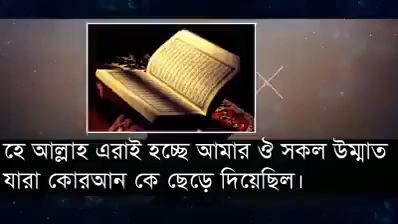 হে আল্লাহ এরাই হচ্ছে আমার ঔ সকল উম্মাত
যারা কোরআন কে ছেড়ে দিয়েছিল।